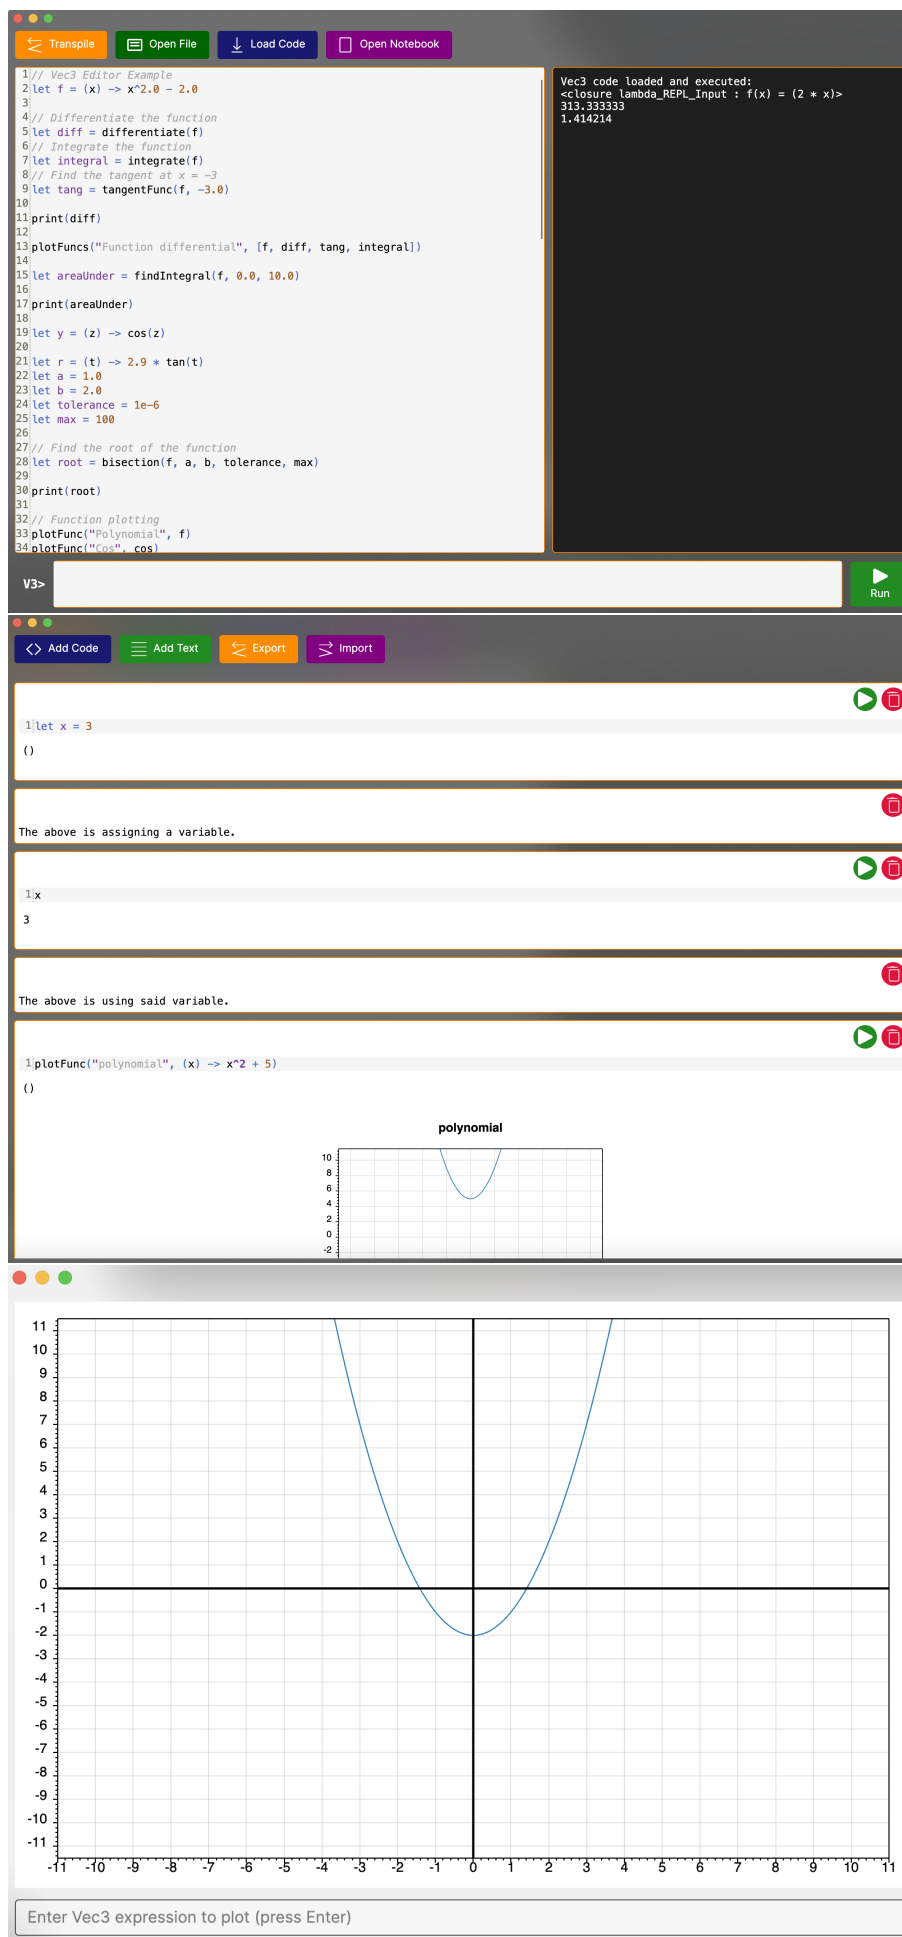 Transpile Open File Load Code Open Notebook
1 // Vec3 Editor Example
2 let f = (x) -> x^2.0 - 2.0
3
4 // Differentiate the function
5 let diff = differentiate(f)
6 // Integrate the function
7 let integral = integrate(f)
8 // Find the tangent at x = -3
9 let tang = tangentFunc(f, -3.0)
10
11 print(diff)
12
13 plotFuncs("Function differential", [f, diff, tang, integral])
14
15 let areaUnder = findIntegral(f, 0.0, 10.0)
16
17 print(areaUnder)
18
19 let y = (z) -> cos(z)
20
21 let r = (t) -> 2.9 * tan(t)
22 let a = 1.0
23 let b = 2.0
24 let tolerance = 1e-6
25 let max = 100
26
27 // Find the root of the function
28 let root = bisection(f, a, b, tolerance, max)
29
30 print(root)
31
32 // Function plotting
33 plotFunc("Polynomial", f)
34 plotFunc("Cos", cos)
Vec3 code loaded and executed:
<closure lambda_REPL_Input : f(x) = (2 * x)>
313.333333
1.414214
V3>
Run
Add Code Add Text Export Import
1 let x = 3
()
The above is assigning a variable.
1 x
3
The above is using said variable.
1 plotFunc("polynomial", (x) -> x^2 + 5)
()
polynomial
10
8
6
4
2
0
-2
11
10
9
8
7
6
5
4
3
2
1
0
-1
-2
-3
-4
-5
-6
-7
-8
-9
-10
-11
-11 -10 -9 -8 -7 -6 -5 -4 -3 -2 -1 0 1 2 3 4 5 6 7 8 9 10 11
Enter Vec3 expression to plot (press Enter)